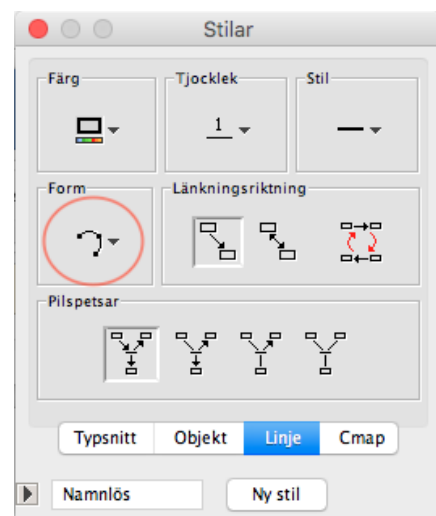 Stilar
Färg Tjocklek Stil
1
Form Länkningsriktning
Pilspetsar
Typsnitt Objekt Linje Cmap
Namnlös Ny stil